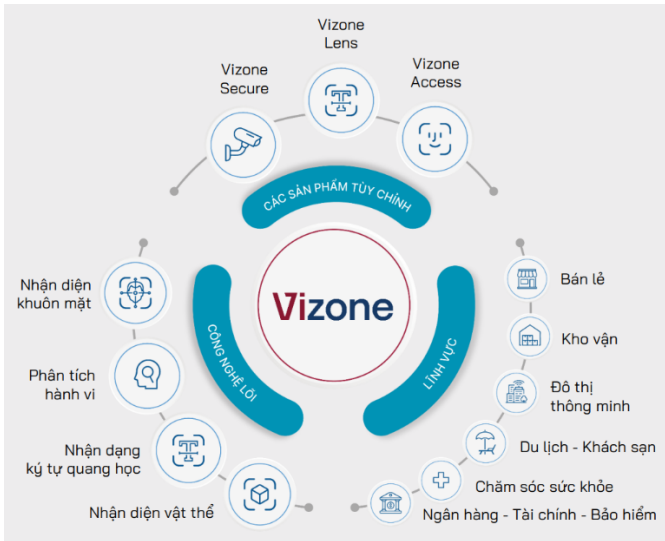 Vizone
Secure
Vizone
Lens
Vizone
Access
CÁC SẢN PHẨM TÙY CHỈNH
Nhận diện
khuôn mặt
Phân tích
hành vi
Nhận dạng
ký tự quang học
Nhận diện vật thể
CÔNG NGHỆ LÕI
Vizone
LĨNH VỰC
Bán lẻ
Kho vận
Đô thị
thông minh
Du lịch - Khách sạn
Chăm sóc sức khỏe
Ngân hàng - Tài chính - Bảo hiểm